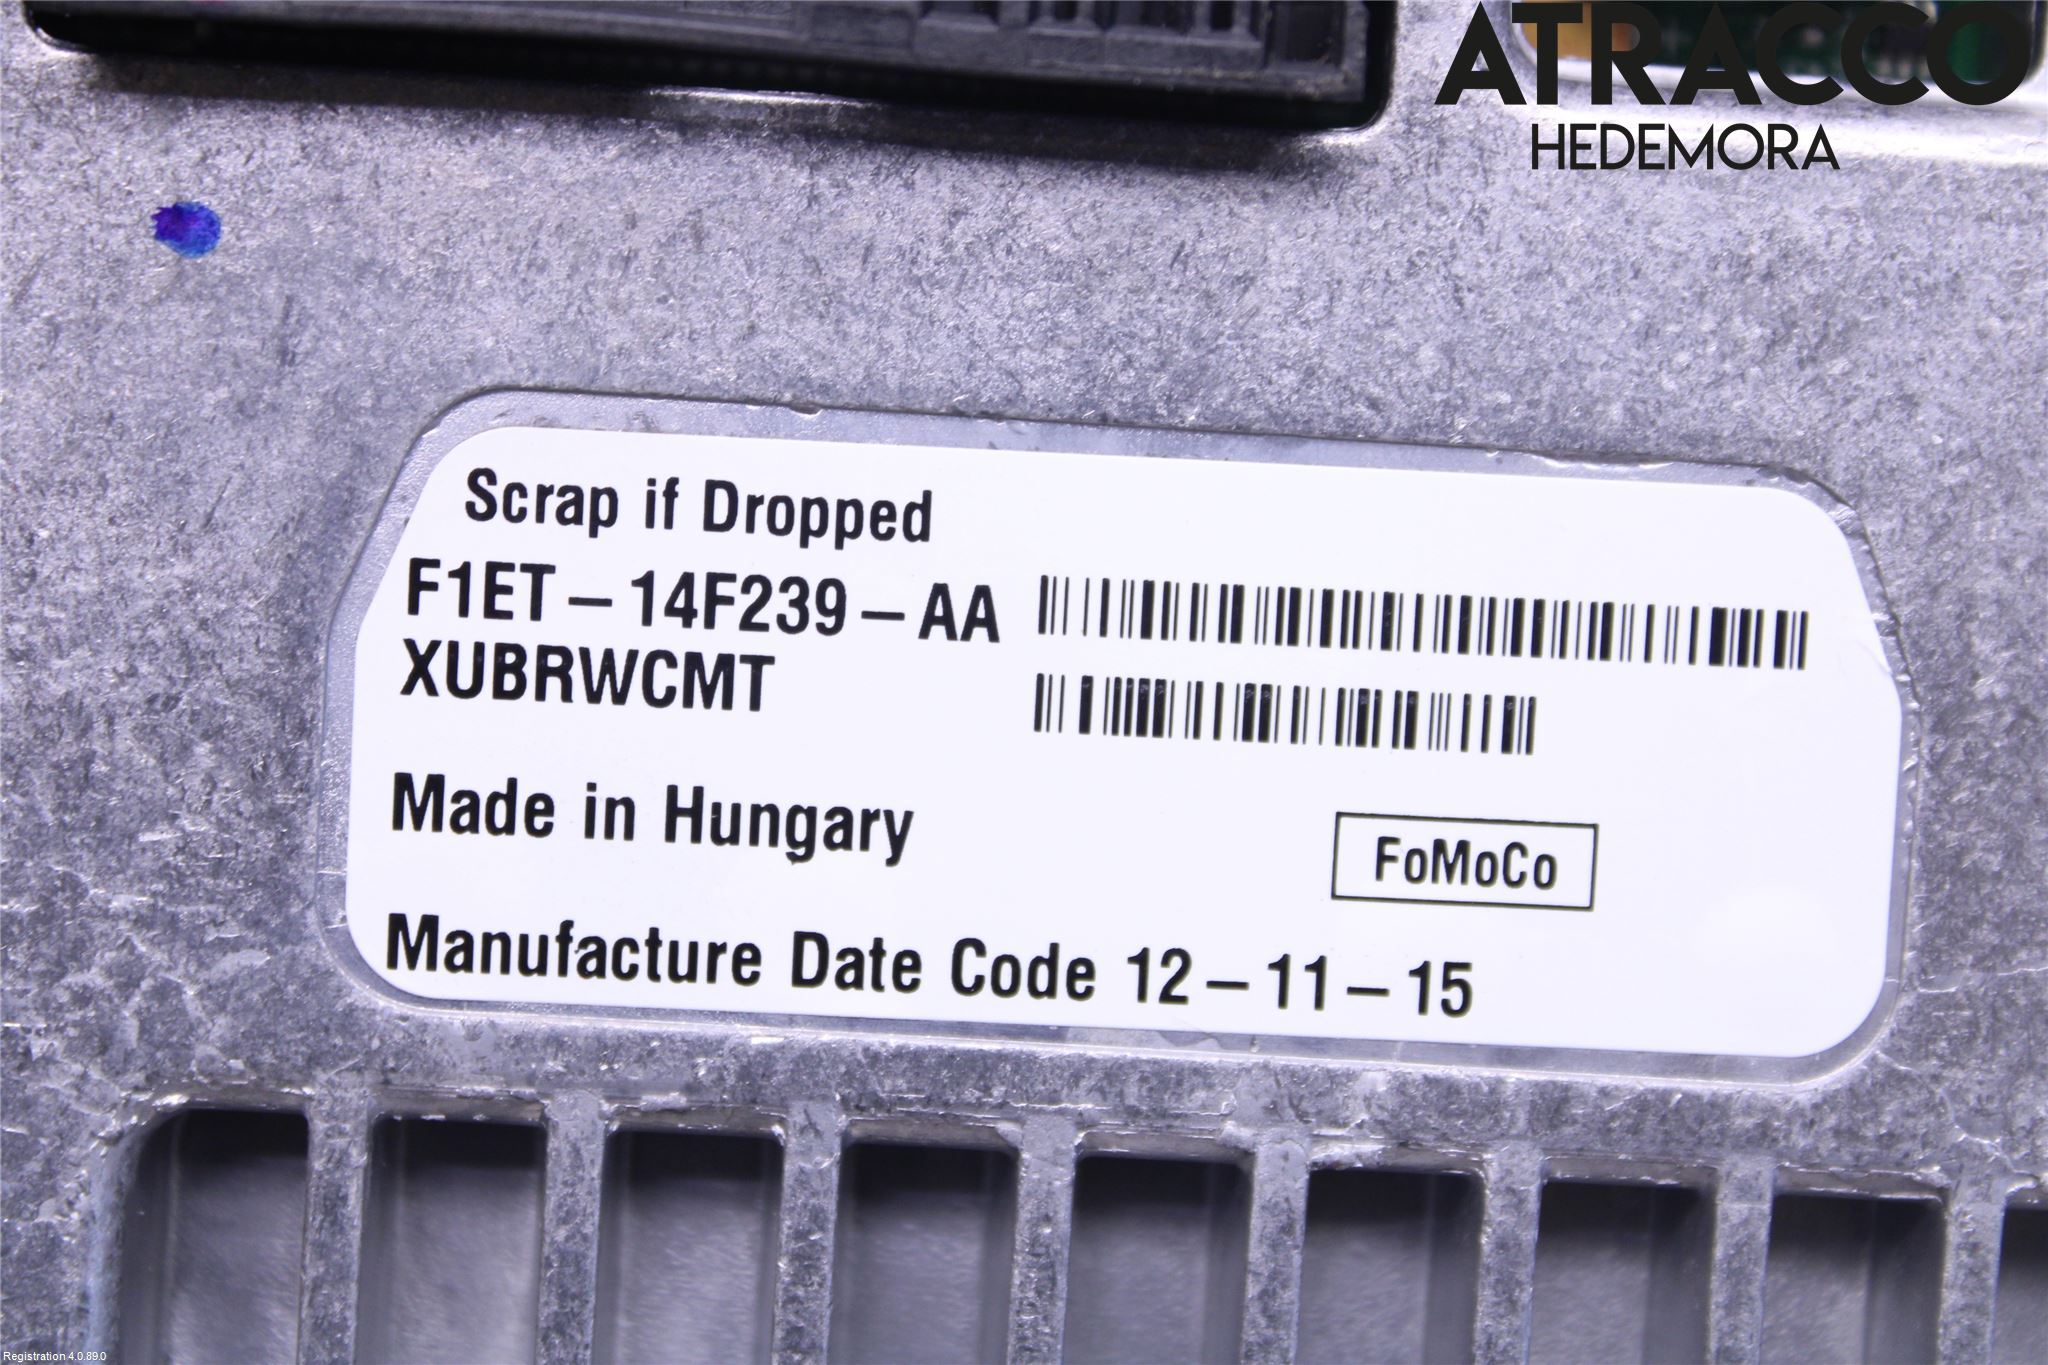 ATRACCO
HEDEMORA
Scrap if Dropped
F1ET-14F239-AA
XUBRWCMT
Made in Hungary
FoMoCo
Manufacture Date Code 12-11-15
Registration 4.0.89.0